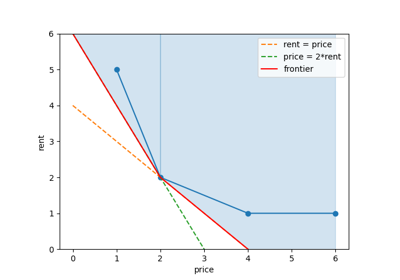 6
5
4
3
2
1
0
rent
0 1 2 3 4 5 6
price
rent = price
price = 2*rent
frontier